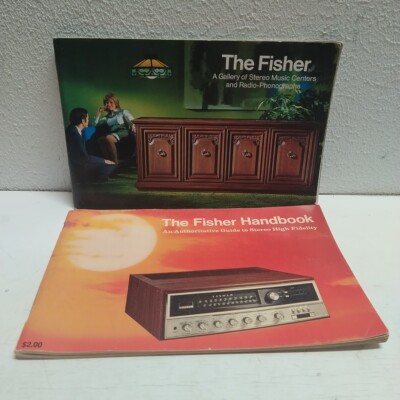 The Fisher
A Gallery of Stereo Music Centers
and Radio-Phonographs
The Fisher Handbook
An Authoritative Guide to Stereo High Fidelity
FISHER
$2.00